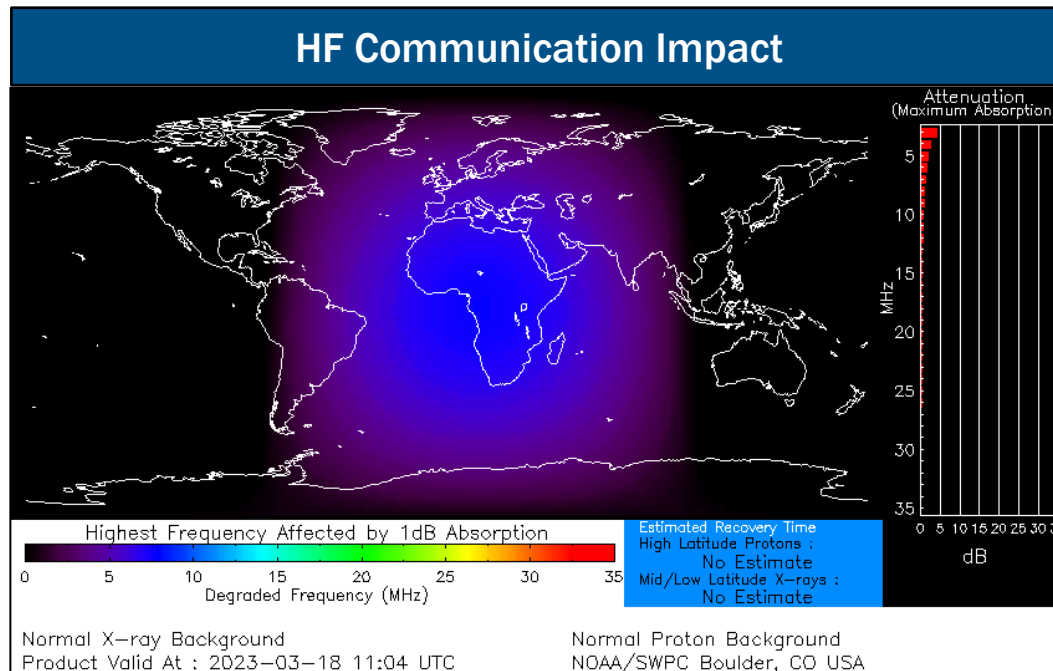 HF Communication Impact
Attenuation
(Maximum Absorption
5
10
15
20
25
30
35
MHz
0 5 10 15 20 25 30 3
dB
Highest Frequency Affected by 1dB Absorption
0 5 10 15 20 25 30 35
Degraded Frequency (MHz)
Estimated Recovery Time
High Latitude Protons :
No Estimate
Mid/Low Latitude X-rays :
No Estimate
Normal X-ray Background
Product Valid At : 2023-03-18 11:04 UTC
Normal Proton Background
NOAA/SWPC Boulder, CO USA